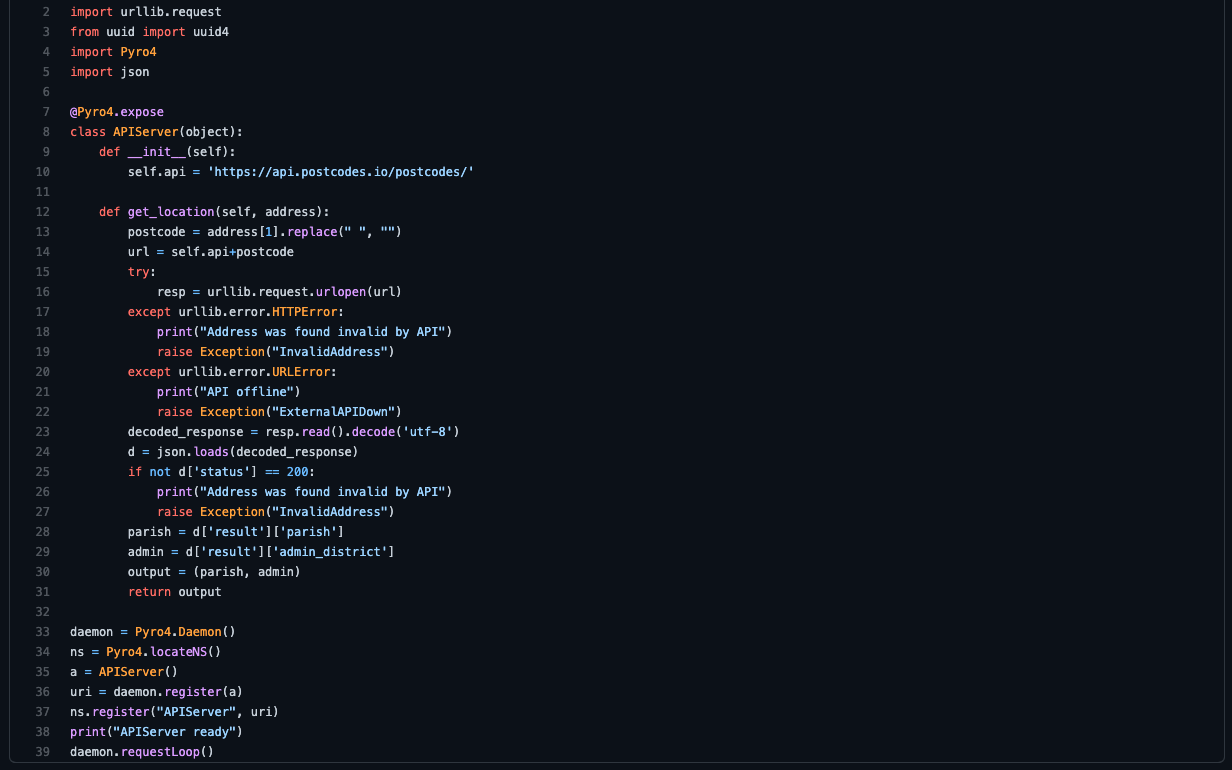 2 import urllib.request
3 from uuid import uuid4
4 import Pyro4
5 import json
6
7 @Pyro4.expose
8 class APIServer(object):
9     def __init__(self):
10         self.api = 'https://api.postcodes.io/postcodes/'
11
12     def get_location(self, address):
13         postcode = address[1].replace(" ", "")
14         url = self.api+postcode
15         try:
16             resp = urllib.request.urlopen(url)
17         except urllib.error.HTTPError:
18             print("Address was found invalid by API")
19             raise Exception("InvalidAddress")
20         except urllib.error.URLError:
21             print("API offline")
22             raise Exception("ExternalAPIDown")
23         decoded_response = resp.read().decode('utf-8')
24         d = json.loads(decoded_response)
25         if not d['status'] == 200:
26             print("Address was found invalid by API")
27             raise Exception("InvalidAddress")
28         parish = d['result']['parish']
29         admin = d['result']['admin_district']
30         output = (parish, admin)
31         return output
32
33 daemon = Pyro4.Daemon()
34 ns = Pyro4.locateNS()
35 a = APIServer()
36 uri = daemon.register(a)
37 ns.register("APIServer", uri)
38 print("APIServer ready")
39 daemon.requestLoop()